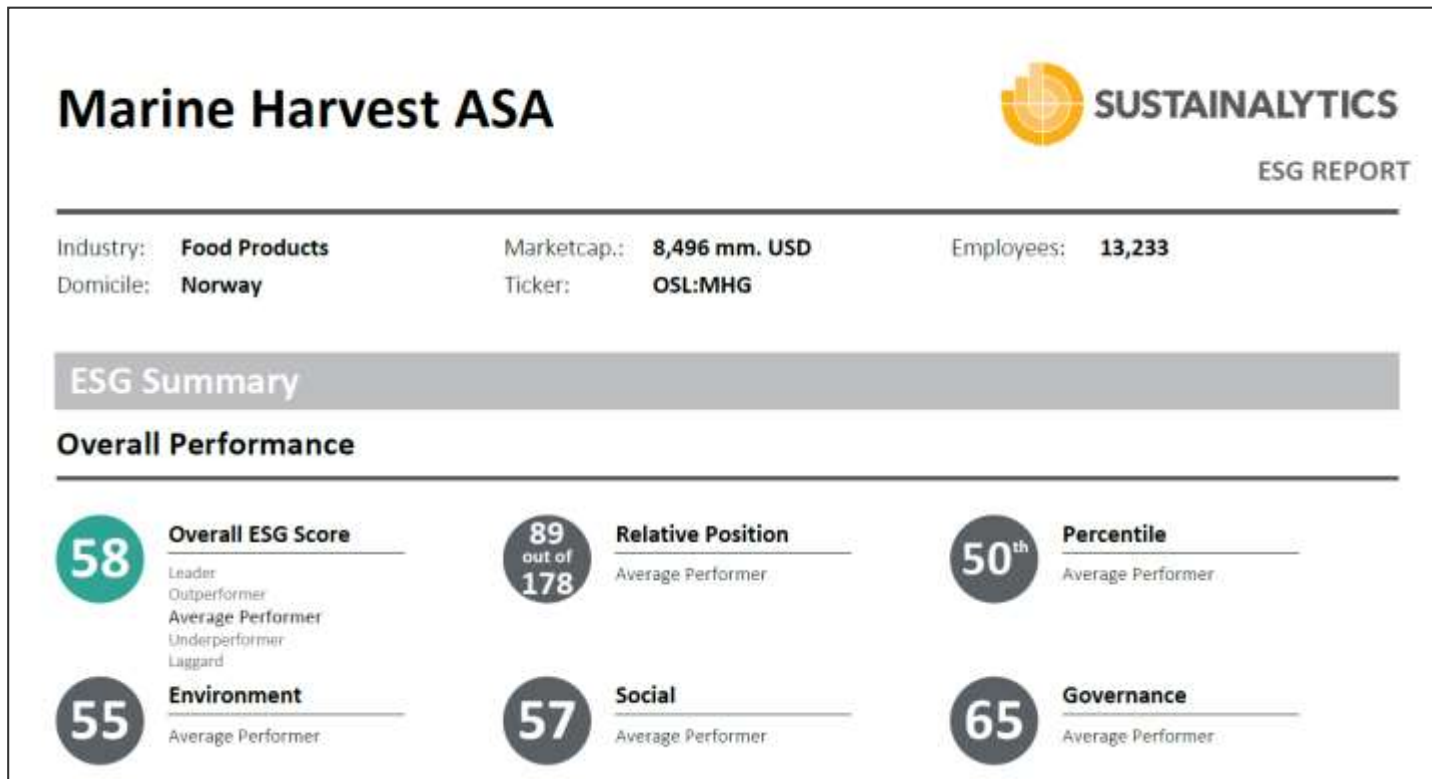 Marine Harvest ASA
SUSTAINALYTICS
ESG REPORT
Industry: Food Products Marketcap.: 8,496 mm. USD Employees: 13,233
Domicile: Norway Ticker: OSL:MHG
ESG Summary
Overall Performance
58 Overall ESG Score
Leader
Outperformer
Average Performer
Underperformer
Laggard
89 out of 178 Relative Position
Average Performer
50th Percentile
Average Performer
55 Environment
Average Performer
57 Social
Average Performer
65 Governance
Average Performer